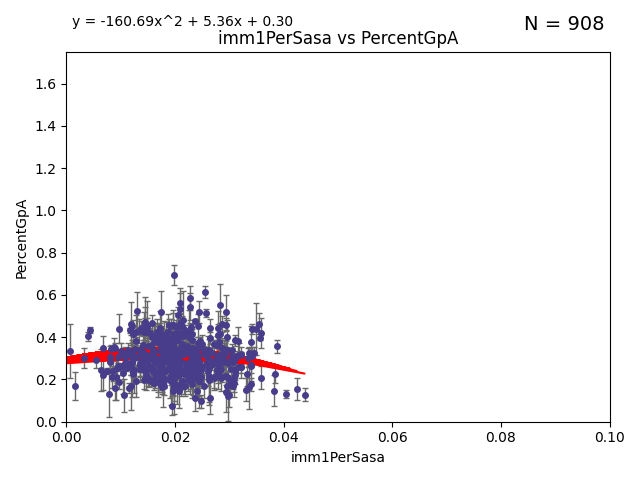 y = -160.69x^2 + 5.36x + 0.30
N = 908
imm1PerSasa vs PercentGpA
PercentGpA
1.6
1.4
1.2
1.0
0.8
0.6
0.4
0.2
0.0
0.00 0.02 0.04 0.06 0.08 0.10
imm1PerSasa